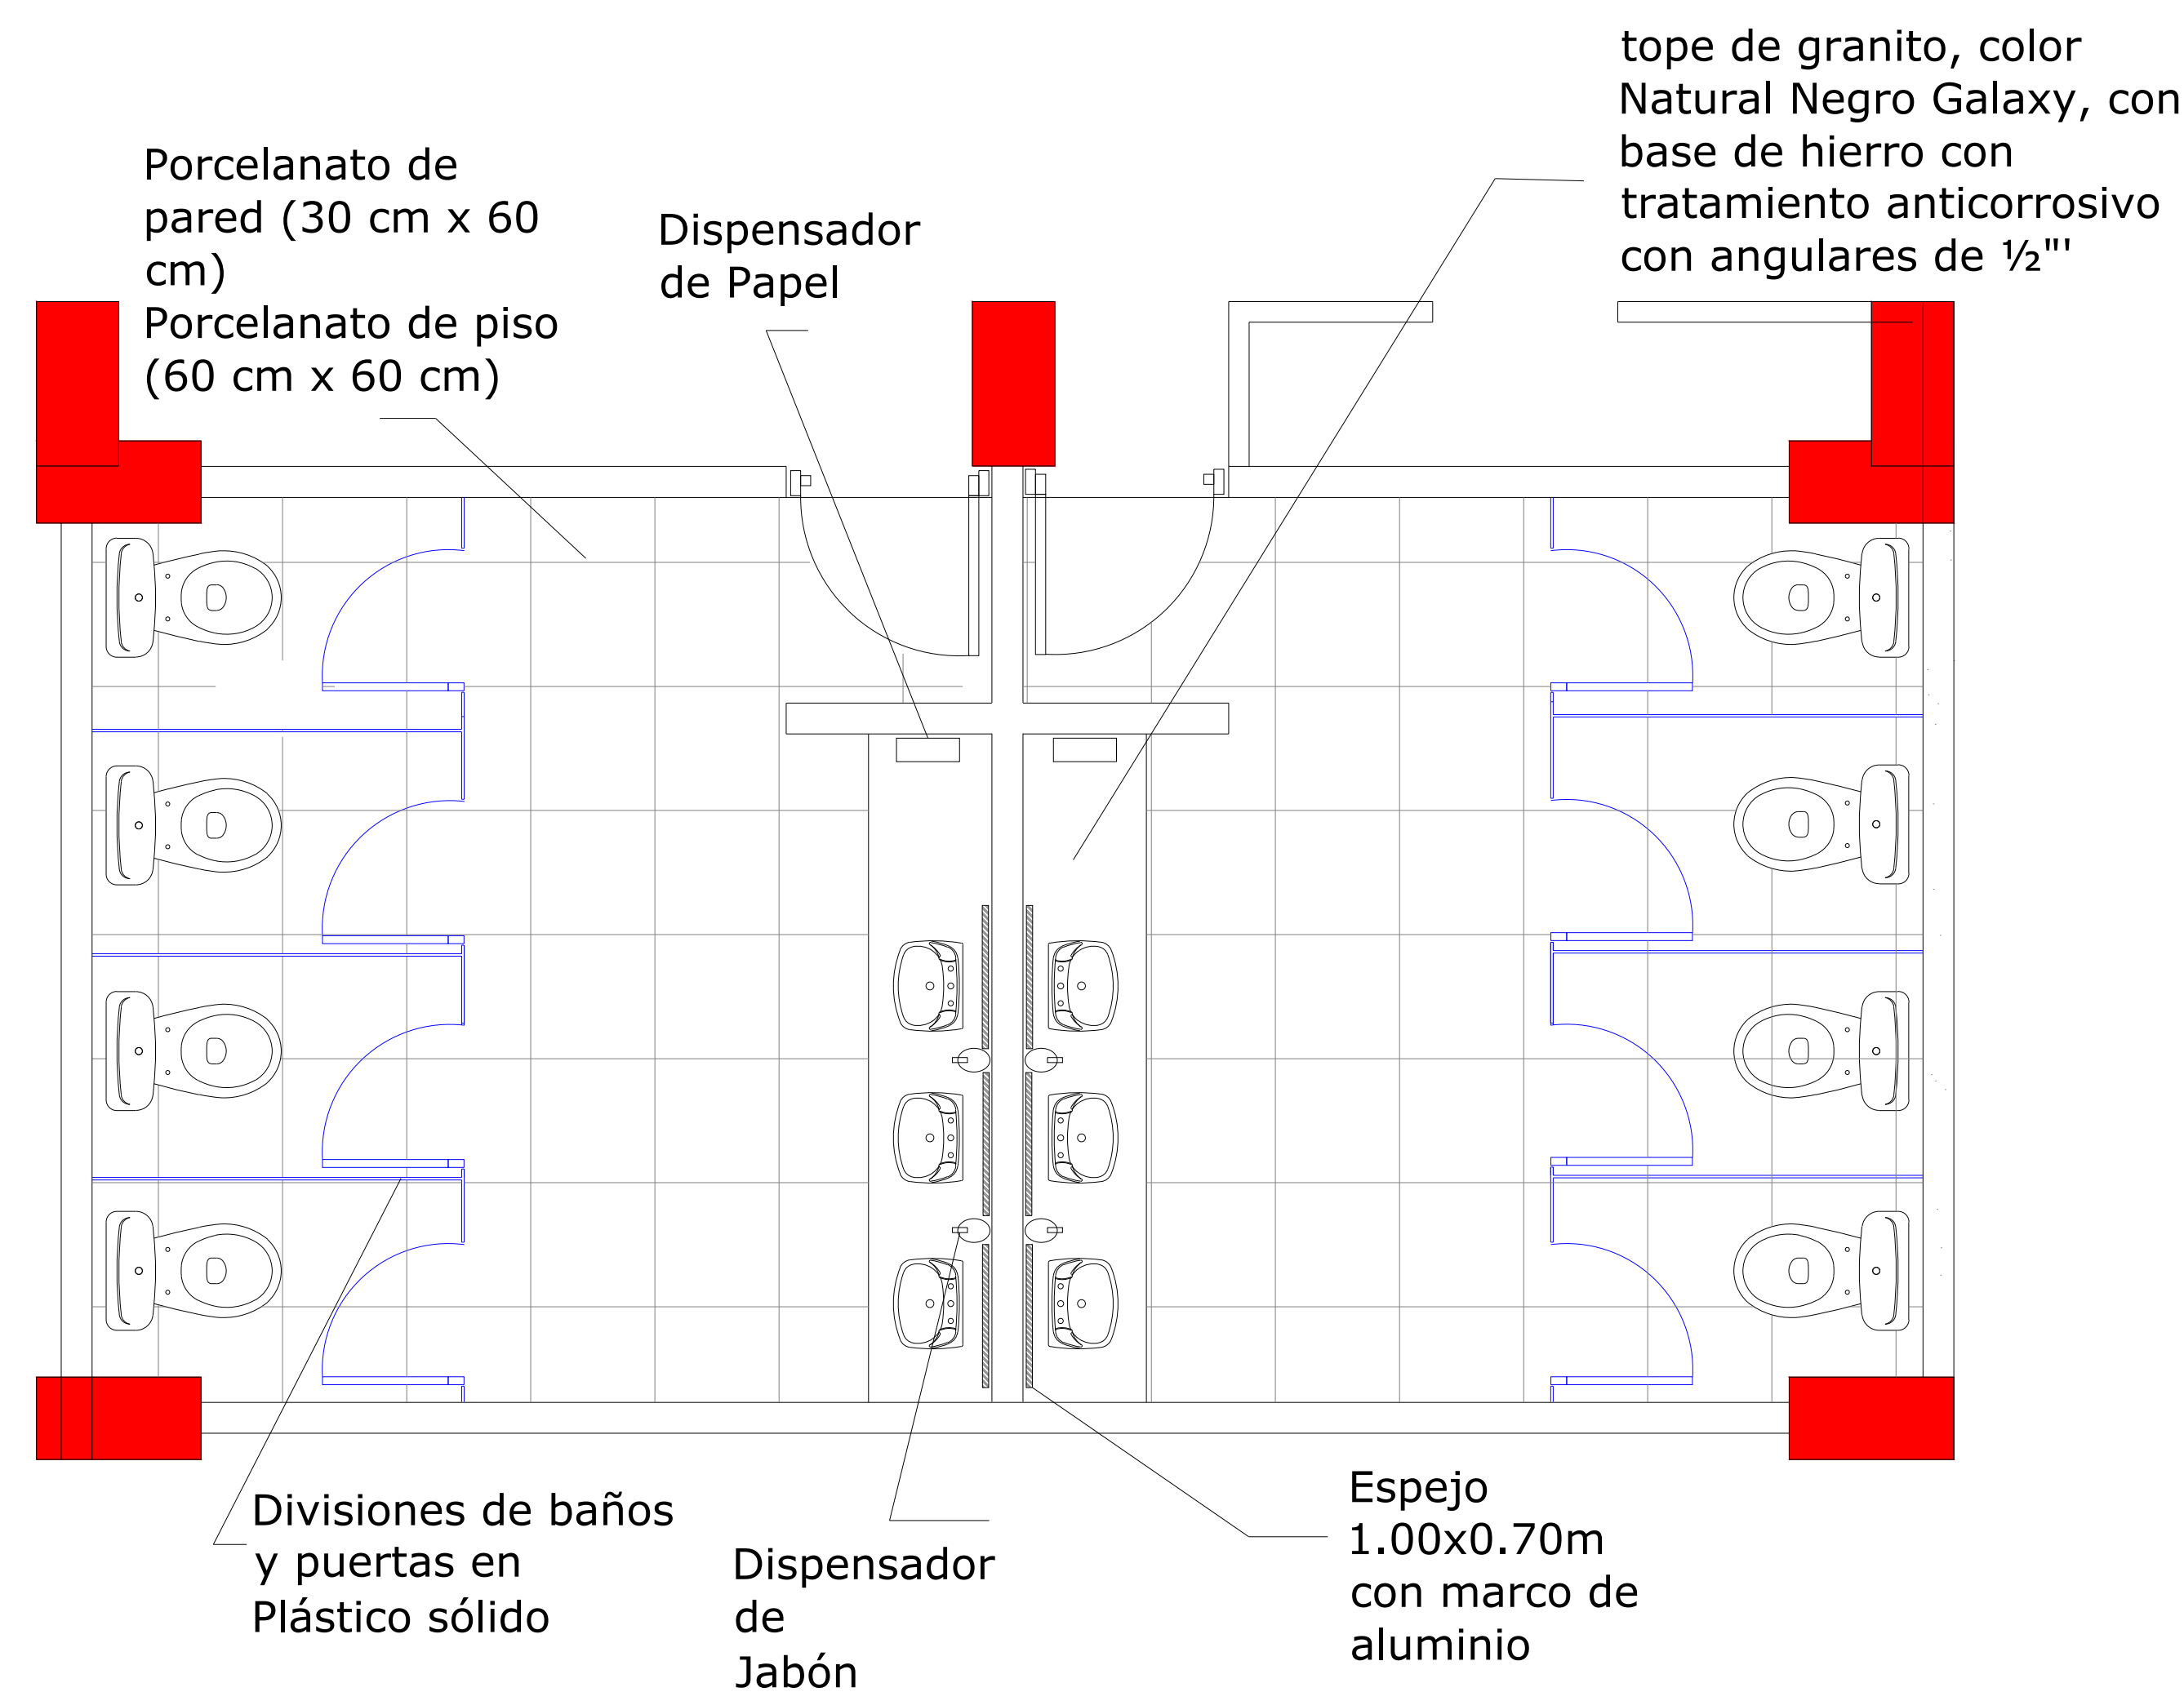 tope de granito, color
Natural Negro Galaxy, con
base de hierro con
tratamiento anticorrosivo
con angulares de ½"'
Porcelanato de
pared (30 cm x 60
cm)
Porcelanato de piso
(60 cm x 60 cm)
Dispensador
de Papel
Divisiones de baños
y puertas en
Plástico sólido
Dispensador
de
Jabón
Espejo
1.00x0.70m
con marco de
aluminio